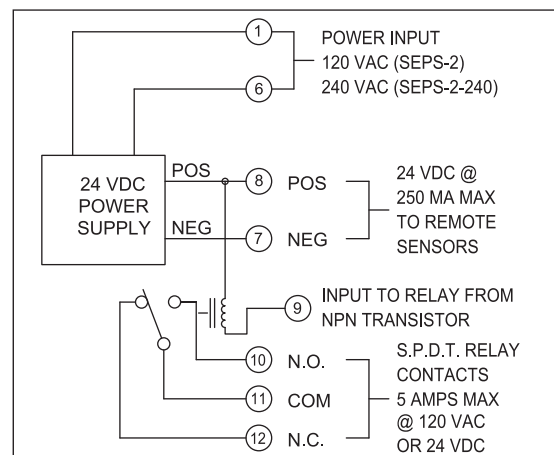 1
POWER INPUT
120 VAC (SEPS-2)
6
240 VAC (SEPS-2-240)
24 VDC
POWER
SUPPLY
POS
NEG
8
POS
7
NEG
24 VDC @
250 MA MAX
TO REMOTE
SENSORS
9
INPUT TO RELAY FROM
NPN TRANSISTOR
10
N.O.
11
COM
12
N.C.
S.P.D.T. RELAY
CONTACTS
5 AMPS MAX
@ 120 VAC
OR 24 VDC